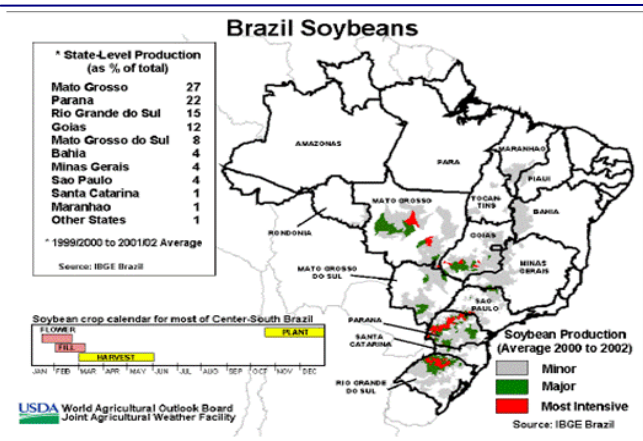 Brazil Soybeans
* State-Level Production
(as % of total)
Mato Grosso 27
Parana 22
Rio Grande do Sul 15
Goias 12
Mato Grosso do Sul 8
Bahia 4
Minas Gerais 4
Sao Paulo 4
Santa Catarina 1
Maranhao 1
Other States 1
* 1999/2000 to 2001/02 Average
Source: IBGE Brazil
AMAZONAS
PARA
MARANHAO
PIAUI
MATO GROSSO
TOCAN-
TINS
BAHIA
RONDONIA
GOIAS
MATO GROSSO
DO SUL
MINAS
GERAIS
SAO
PAULO
PARANA
SANTA
CATARINA
RIO GRANDE
DO SUL
Soybean crop calendar for most of Center-South Brazil
FLOWER
PLANT
FILL
HARVEST
JAN FEB MAR APR MAY JUN JUL AUG SEP OCT NOV DEC
Soybean Production
(Average 2000 to 2002)
Minor
Major
Most Intensive
Source: IBGE Brazil
USDA World Agricultural Outlook Board
Joint Agricultural Weather Facility